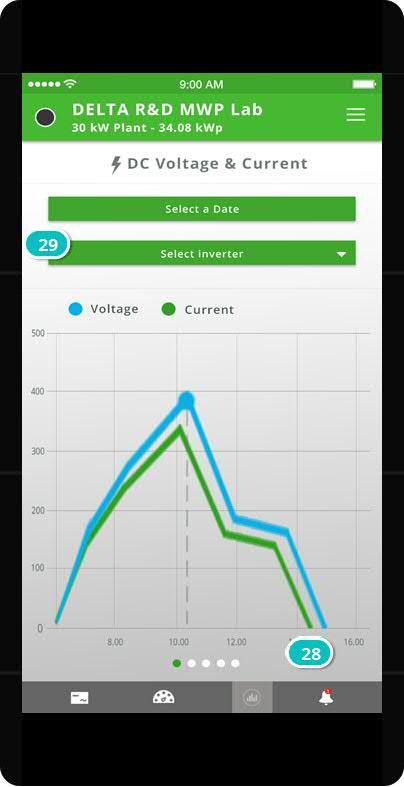 9:00 AM
DELTA R&D MWP Lab
30 kW Plant - 34.08 kWp
DC Voltage & Current
Select a Date
29
Select inverter
Voltage
Current
500
400
300
200
100
0
8.00 10.00 12.00 16.00
28